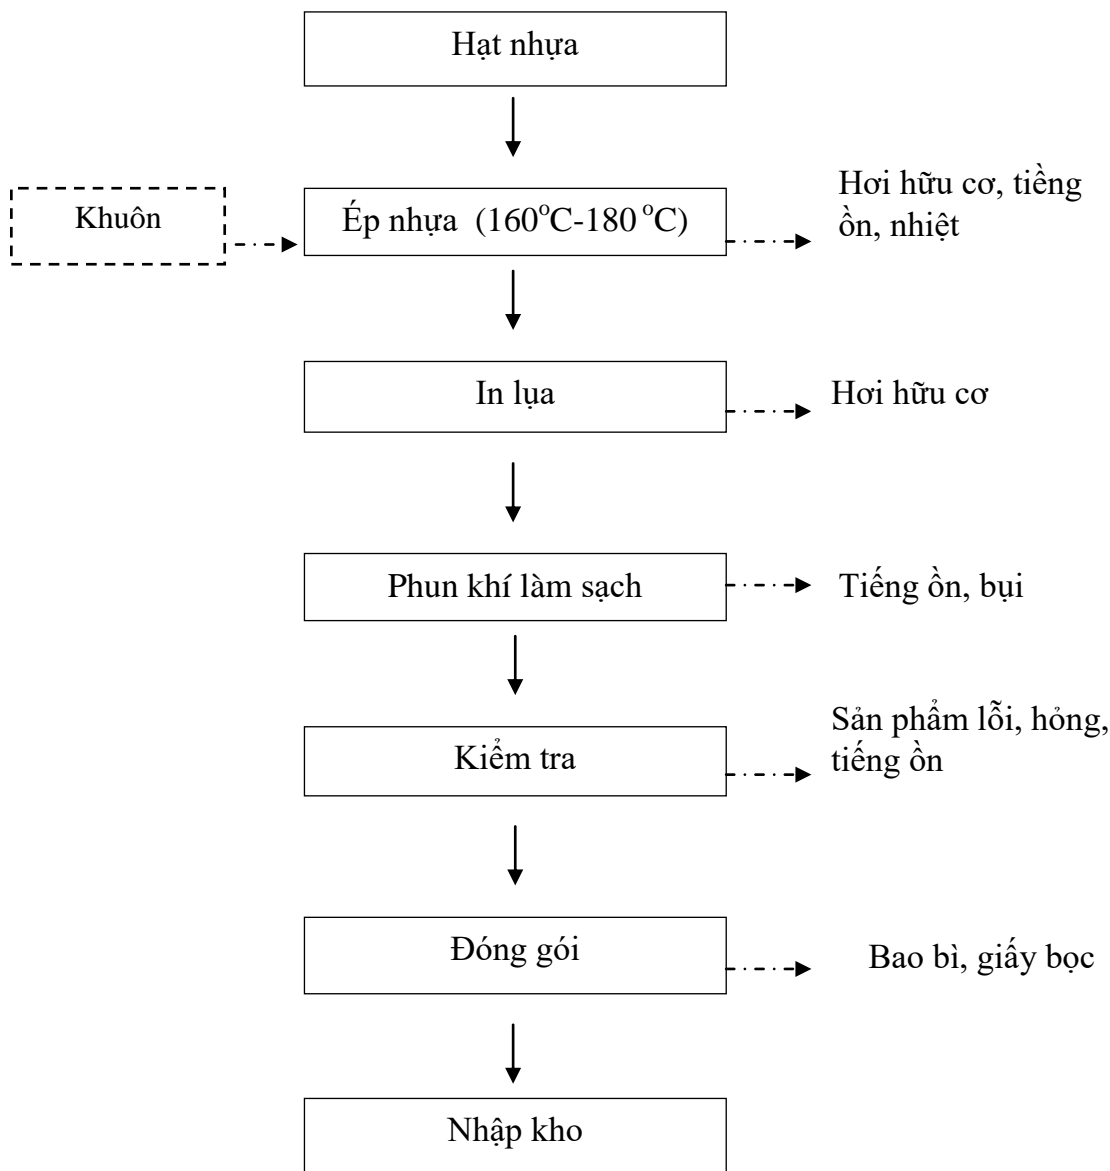 Hạt nhựa
Khuôn
Ép nhựa (160°C-180 °C)
Hơi hữu cơ, tiềng
ồn, nhiệt
In lụa
Hơi hữu cơ
Phun khí làm sạch
Tiếng ồn, bụi
Kiểm tra
Sản phẩm lỗi, hỏng,
tiếng ồn
Đóng gói
Bao bì, giấy bọc
Nhập kho